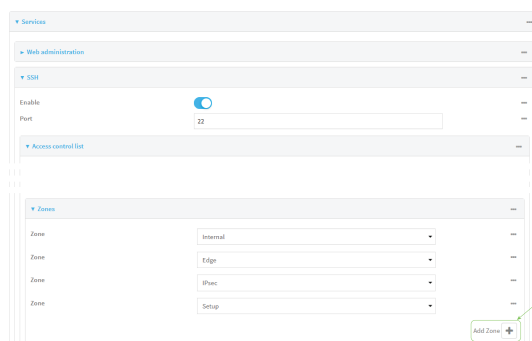 Services
Web administration
SSH
Enable
Port 22
Access control list
Zones
Zone Internal
Zone Edge
Zone IPsec
Zone Setup
Add Zone